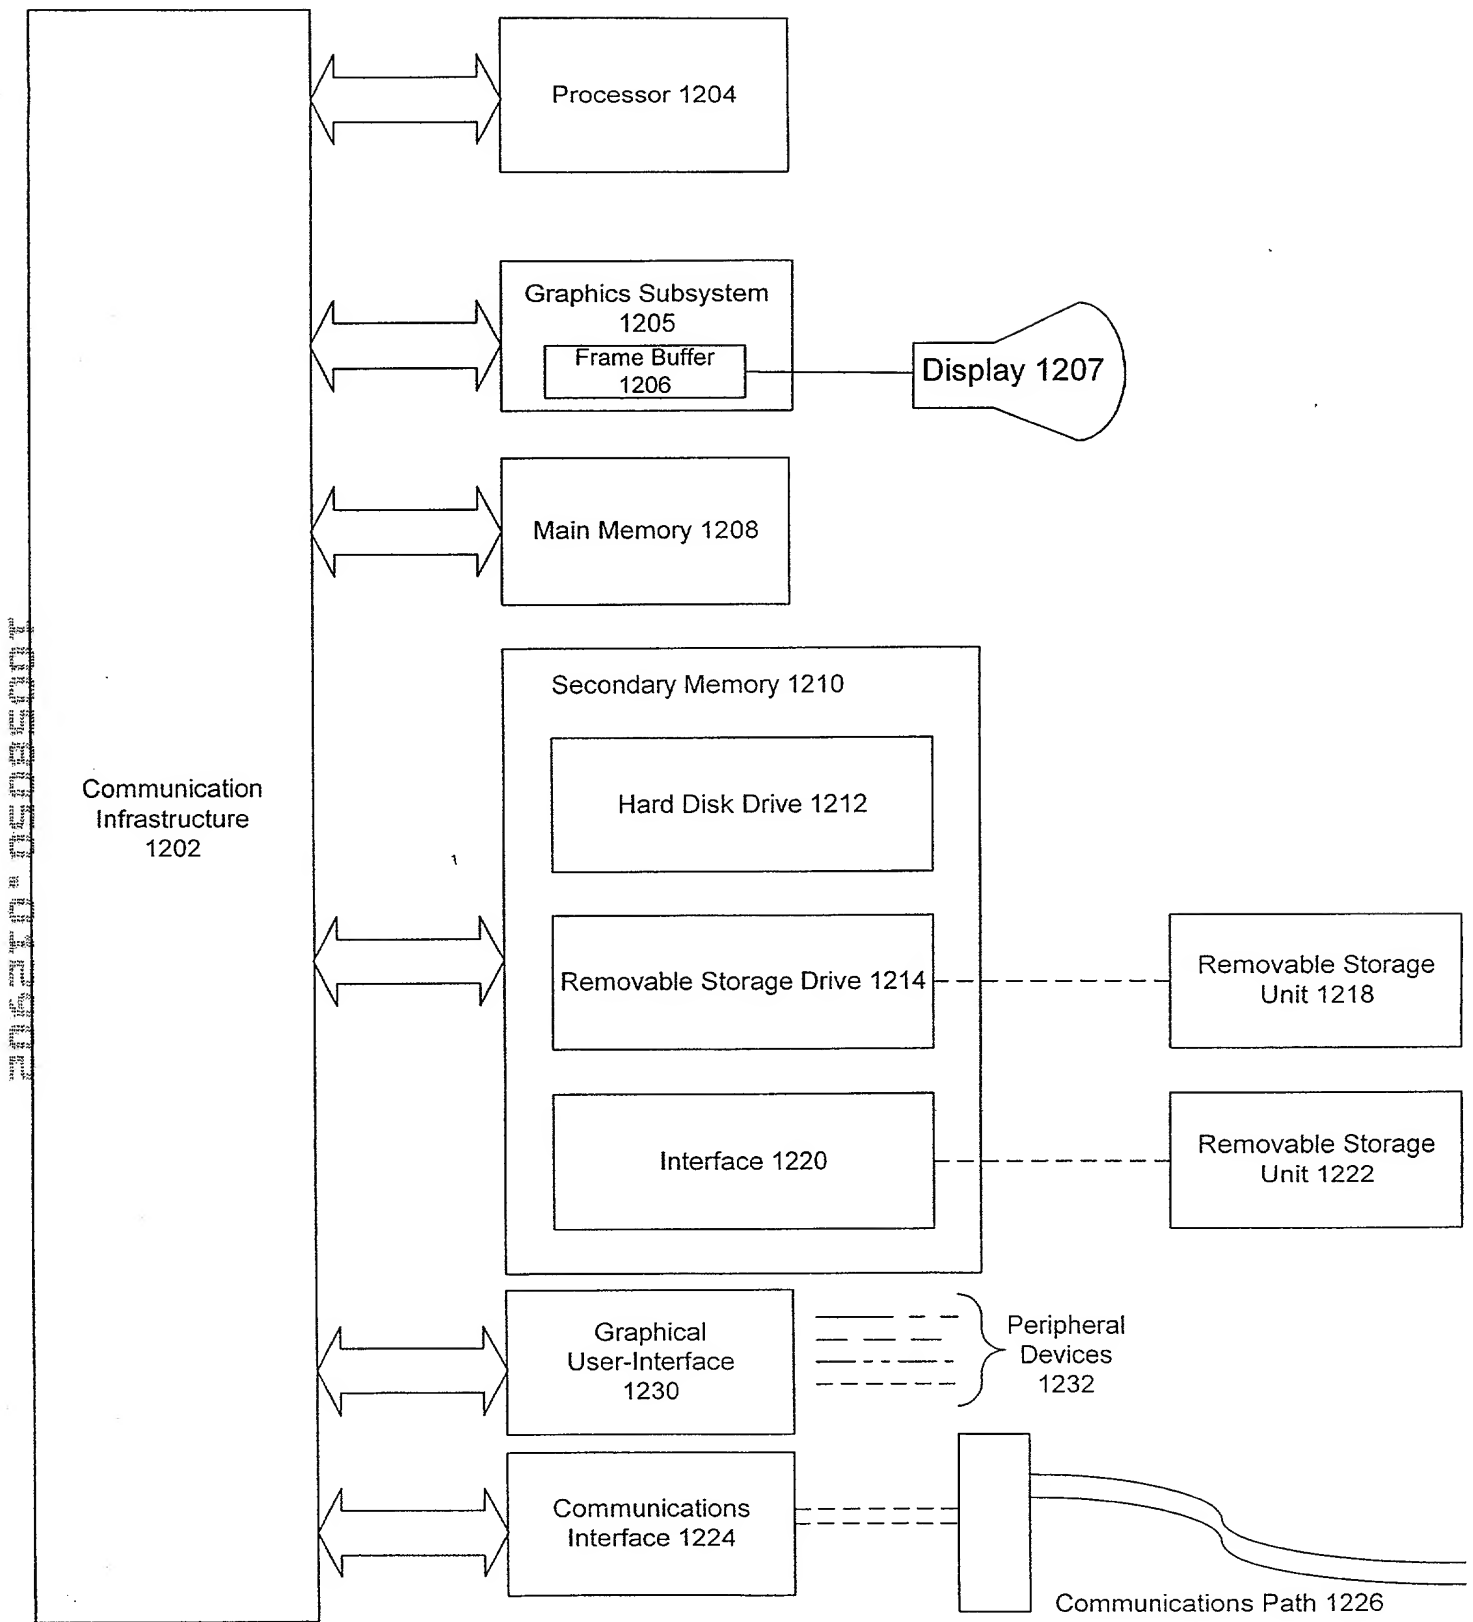 Processor 1204
Graphics Subsystem
1205
Frame Buffer
1206
Display 1207
Main Memory 1208
Secondary Memory 1210
Hard Disk Drive 1212
Communication
Infrastructure
1202
Removable Storage Drive 1214
Removable Storage
Unit 1218
Interface 1220
Removable Storage
Unit 1222
Graphical
User-Interface
1230
Peripheral
Devices
1232
Communications
Interface 1224
Communications Path 1226